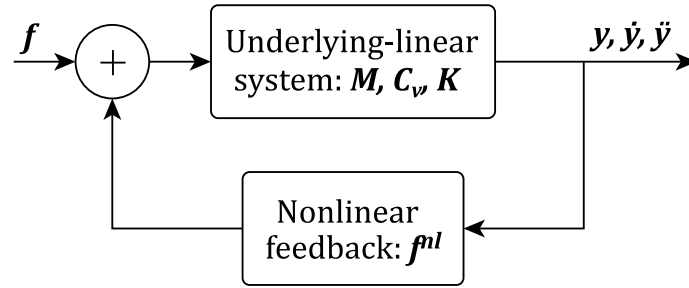 f
y, ẏ, ÿ
+
Underlying-linear
system: M, Cᵥ, K
Nonlinear
feedback: fⁿˡ